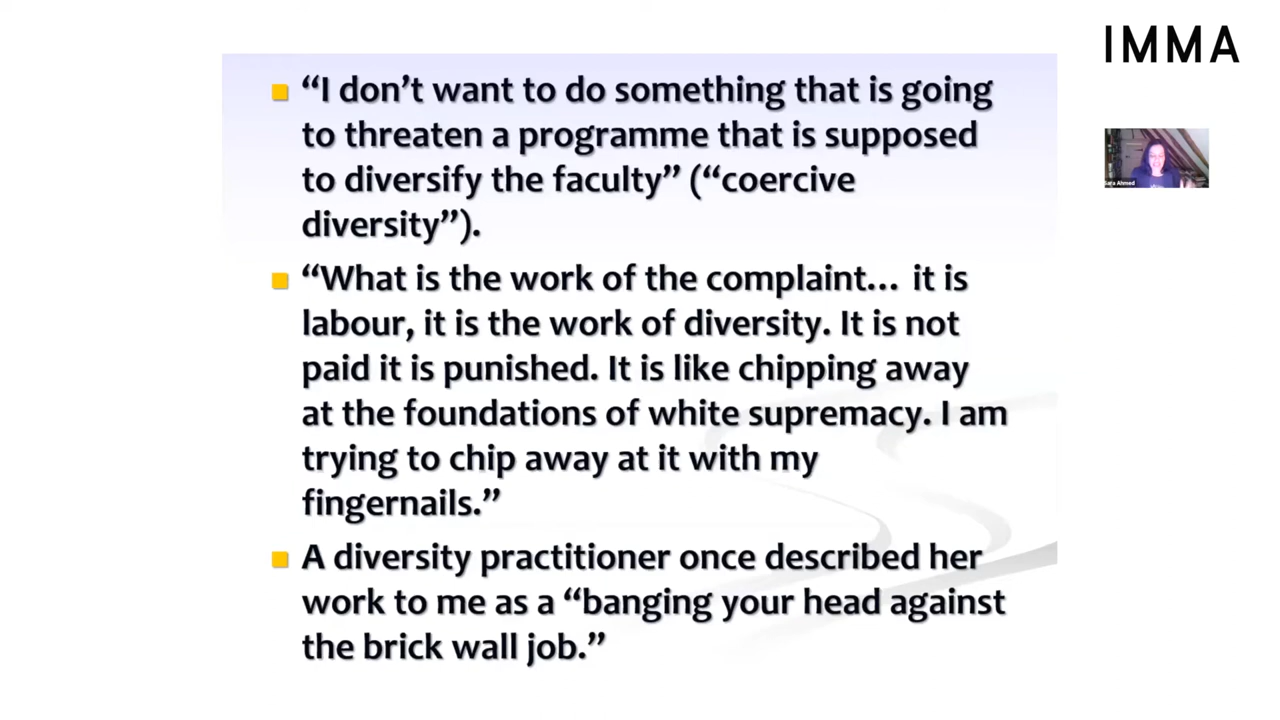 IMMA
“I don’t want to do something that is going
to threaten a programme that is supposed
to diversify the faculty” (“coercive
diversity”).
“What is the work of the complaint… it is
labour, it is the work of diversity. It is not
paid it is punished. It is like chipping away
at the foundations of white supremacy. I am
trying to chip away at it with my
fingernails.”
A diversity practitioner once described her
work to me as a “banging your head against
the brick wall job.”
Sara Ahmed